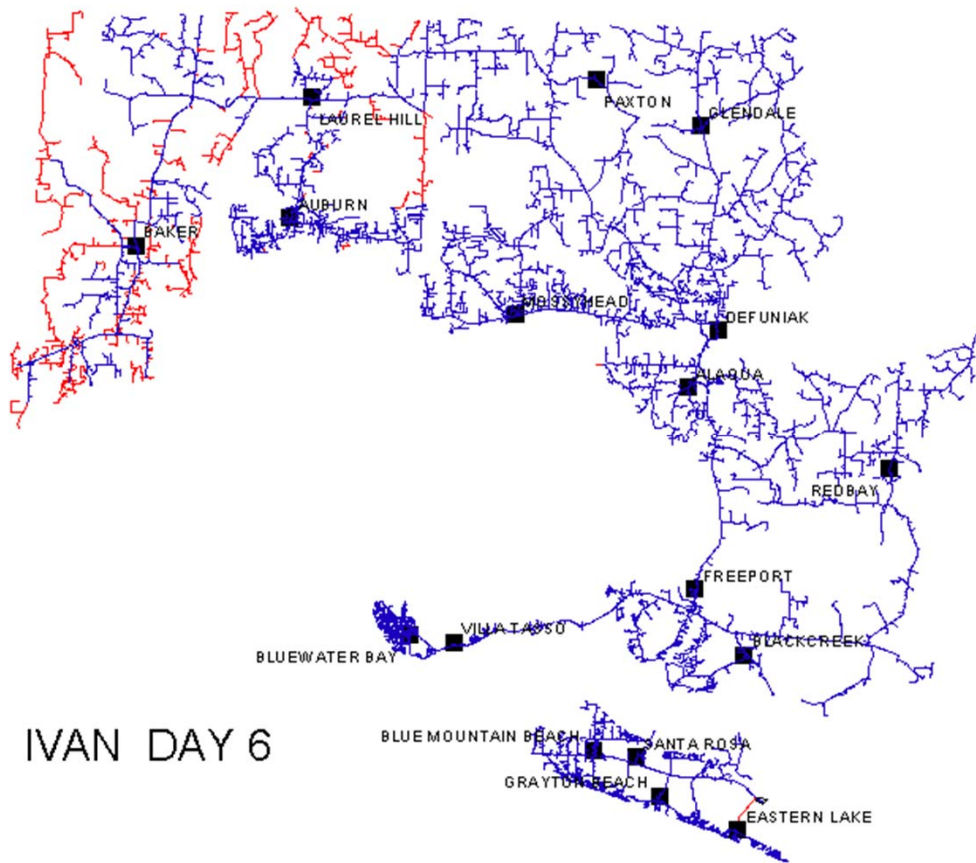 PAXTON
LAUREL HILL
GLENDALE
AUBURN
BAKER
MOSSYHEAD
DEFUNIAK
ALAQUA
REDBAY
FREEPORT
VILLA TASSO
BLACKCREEK
BLUEWATER BAY
IVAN DAY 6
BLUE MOUNTAIN BEACH
SANTA ROSA
GRAYTON BEACH
EASTERN LAKE